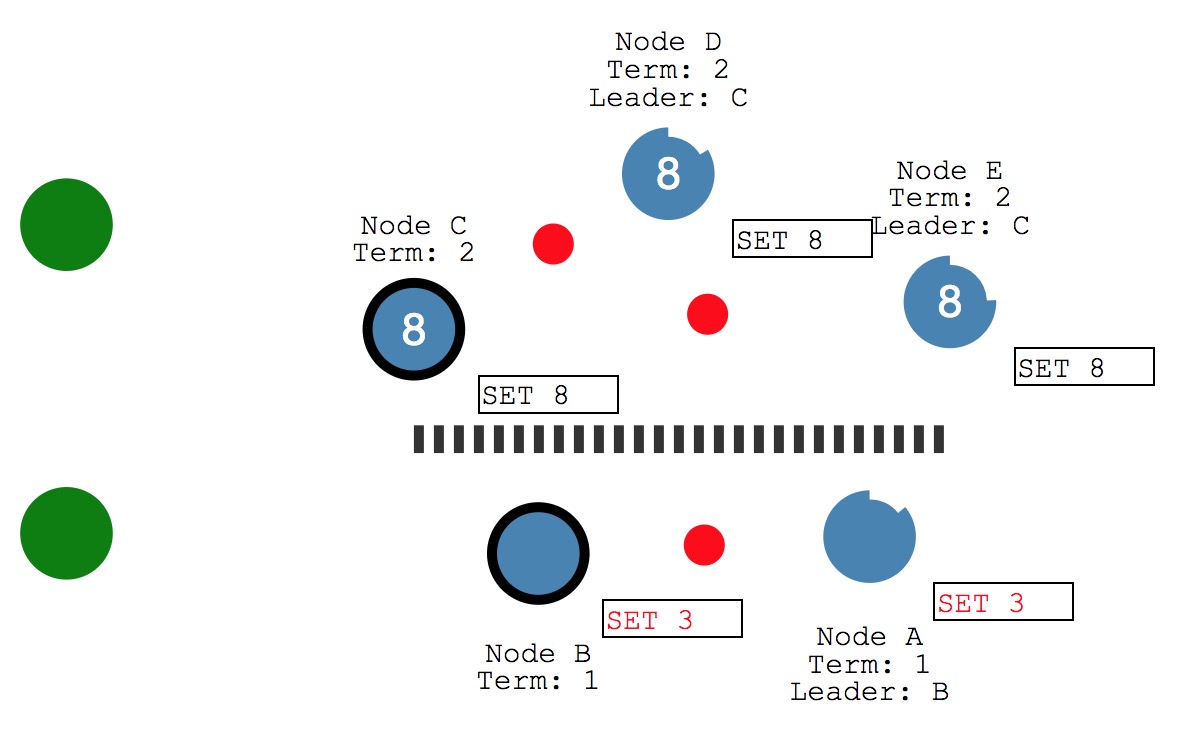 Node D
Term: 2
Leader: C
8
SET 8
Node E
Term: 2
Leader: C
8
SET 8
Node C
Term: 2
8
SET 8
SET 3
Node B
Term: 1
SET 3
Node A
Term: 1
Leader: B